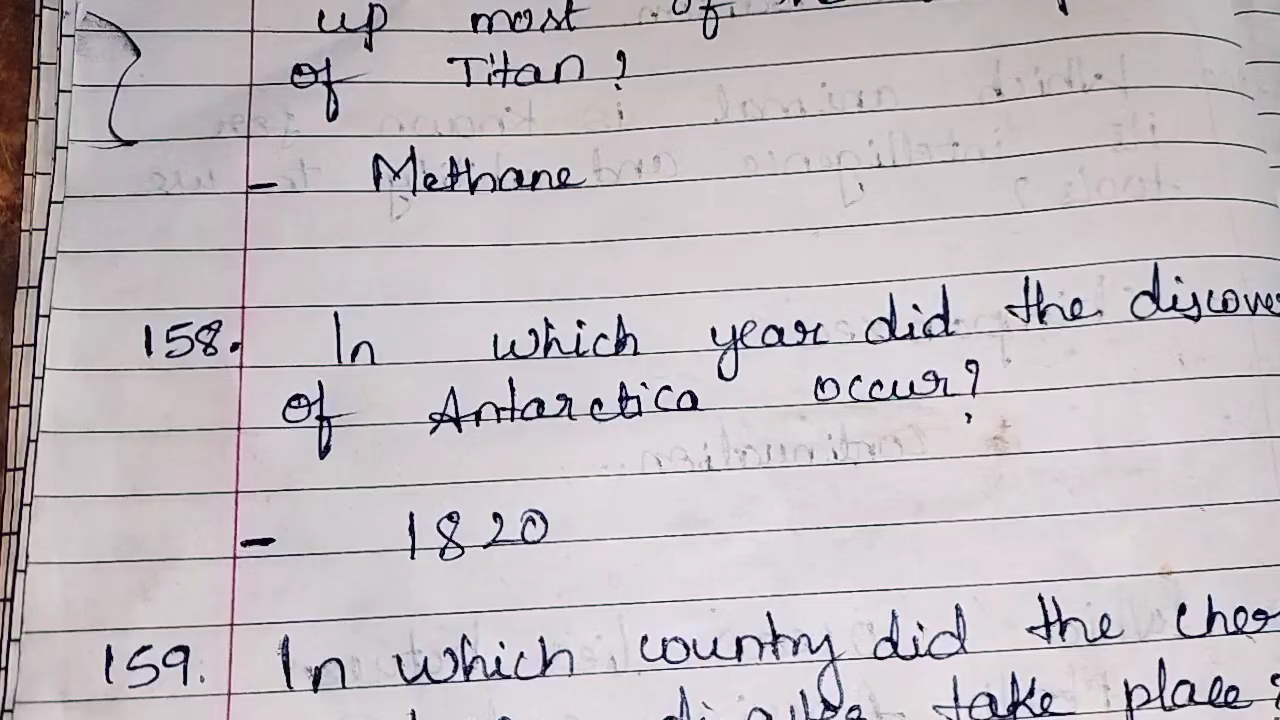 up most of
of Titan?
- Methane
158. In which year did the discove
of Antarctica occur?
- 1820
159. In which country did the cher
take place?